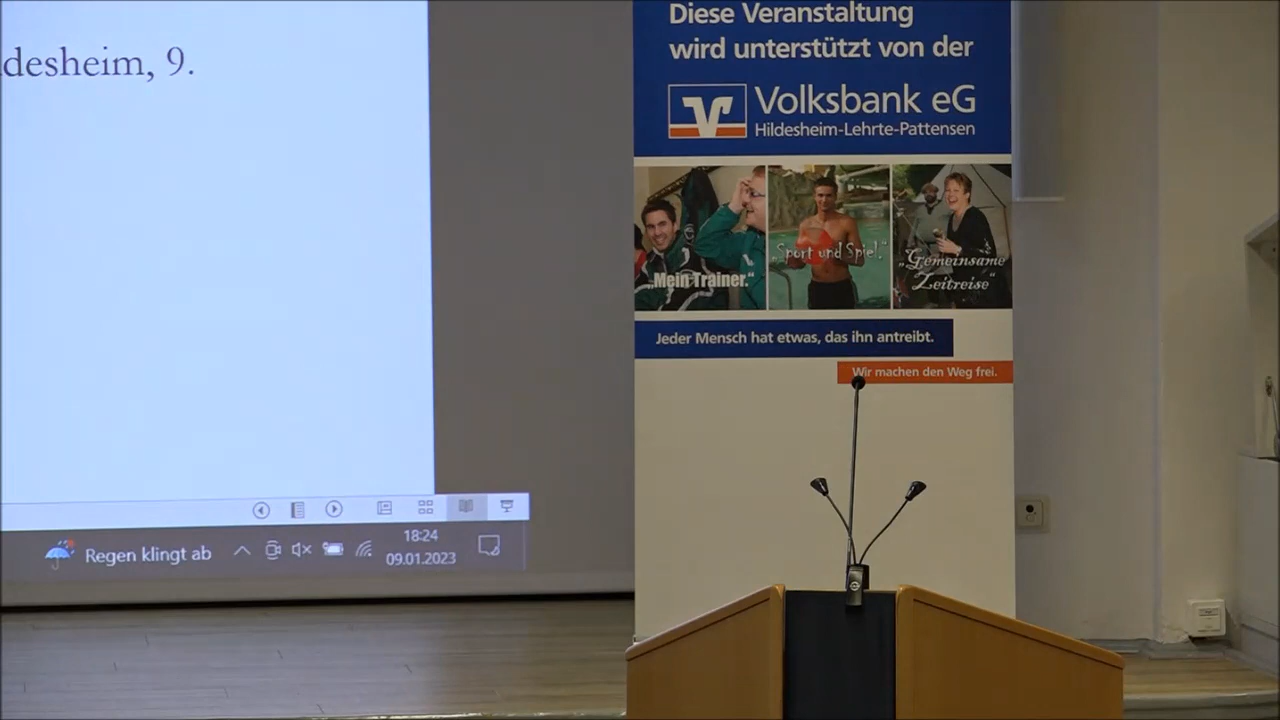 desheim, 9.
Regen klingt ab
18:24
09.01.2023
Diese Veranstaltung
wird unterstützt von der
Volksbank eG
Hildesheim-Lehrte-Pattensen
„Mein Trainer.“
„Sport und Spiel.“
„Gemeinsame
Zeitreise“
Jeder Mensch hat etwas, das ihn antreibt.
Wir machen den Weg frei.